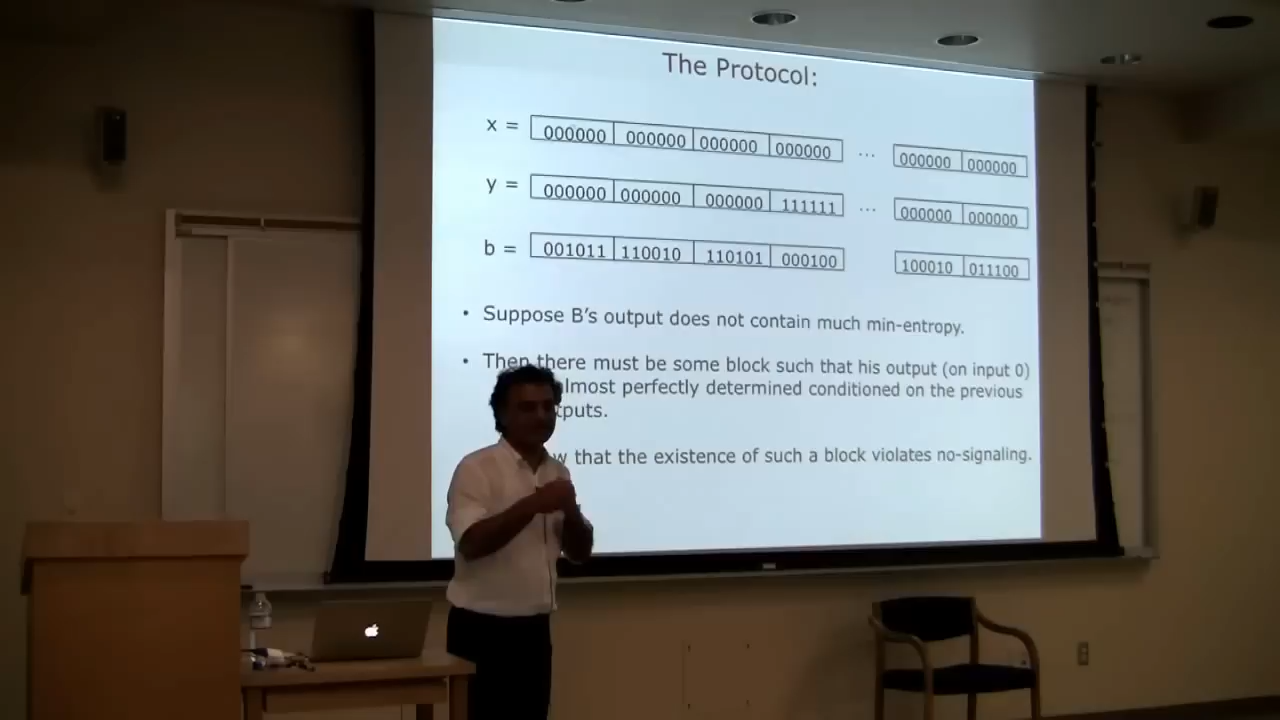 The Protocol:
x = 000000 000000 000000 000000 ... 000000 000000
y = 000000 000000 000000 111111 ... 000000 000000
b = 001011 110010 110101 000100 100010 011100
• Suppose B's output does not contain much min-entropy.
• Then there must be some block such that his output (on input 0)
almost perfectly determined conditioned on the previous
tputs.
w that the existence of such a block violates no-signaling.